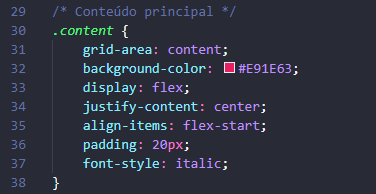 29 /* Conteúdo principal */
30 .content {
31 grid-area: content;
32 background-color: #E91E63;
33 display: flex;
34 justify-content: center;
35 align-items: flex-start;
36 padding: 20px;
37 font-style: italic;
38 }